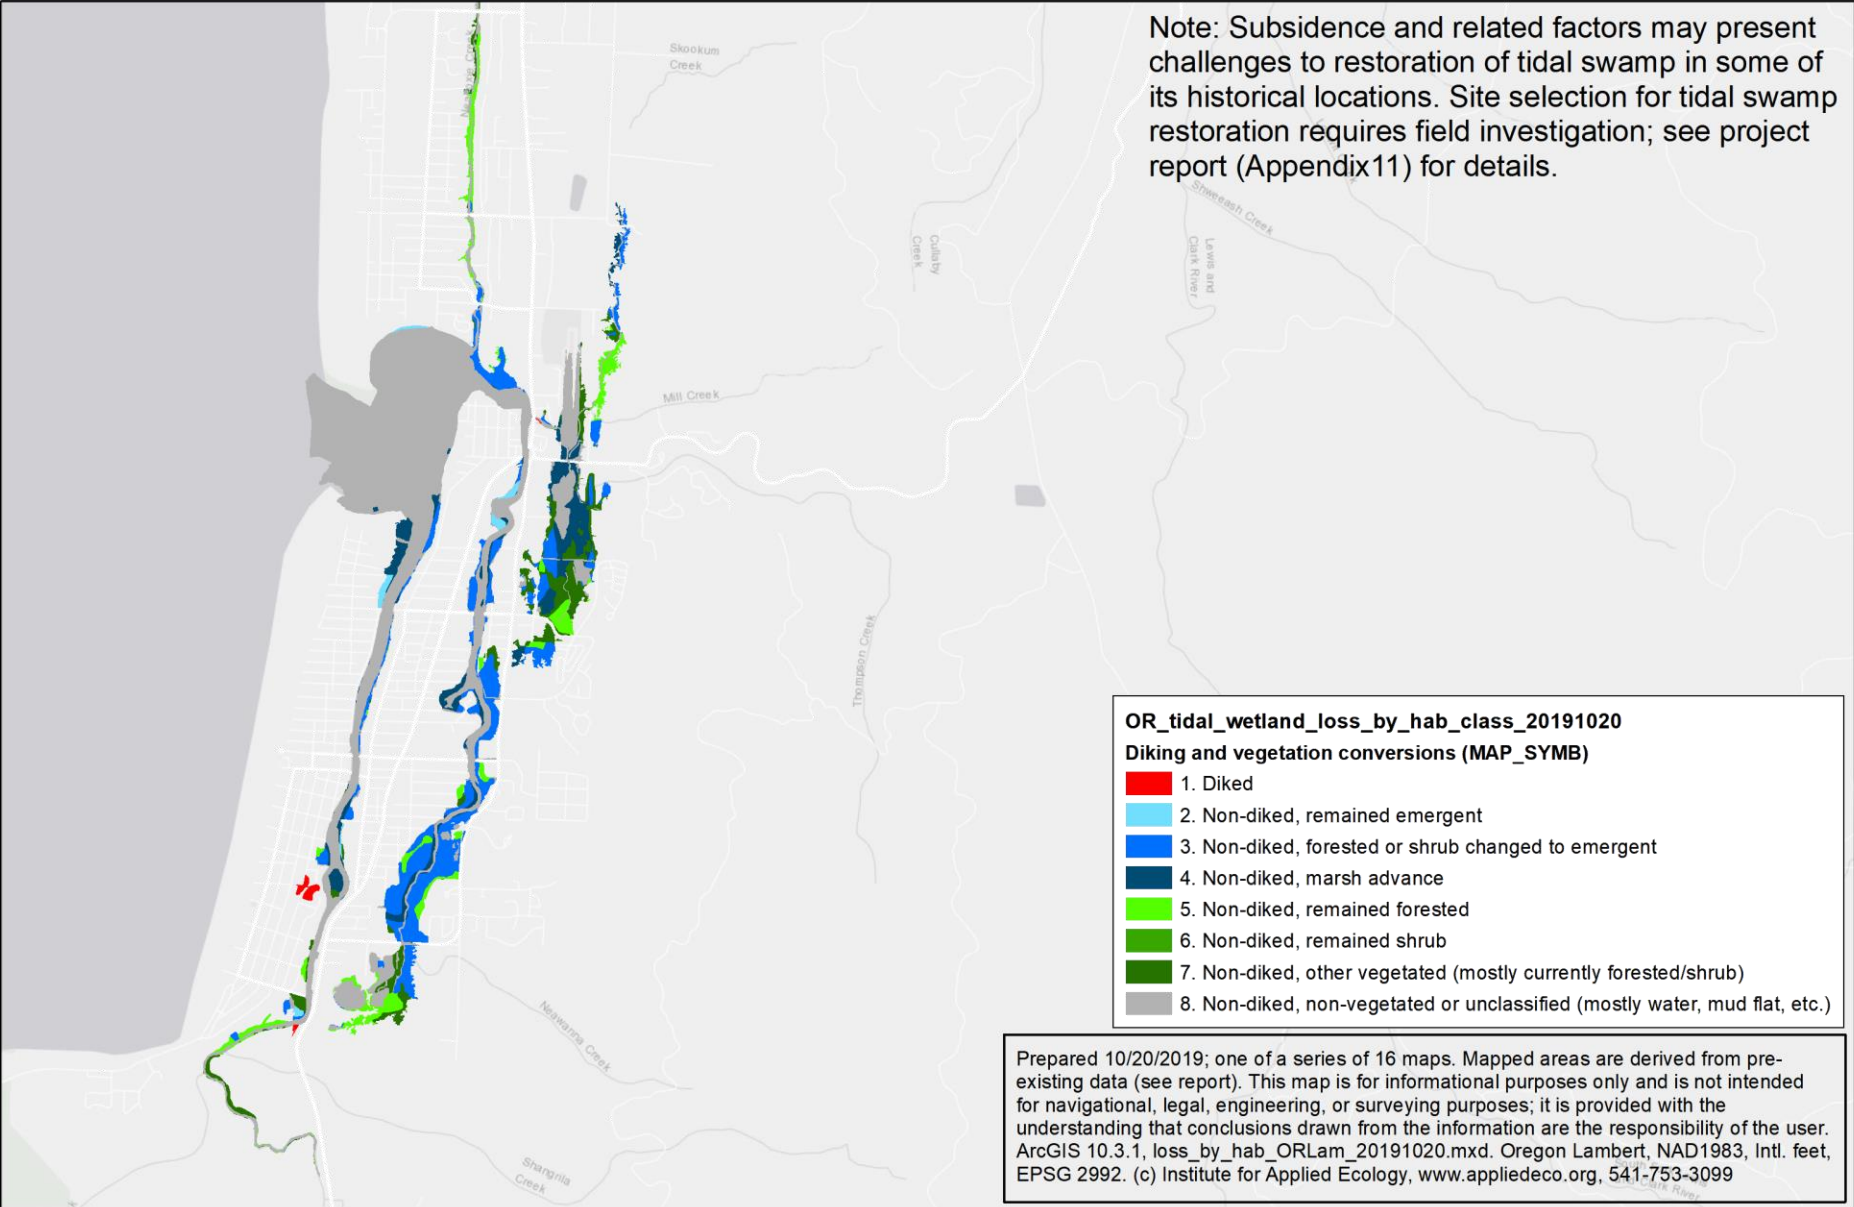 Note: Subsidence and related factors may present
challenges to restoration of tidal swamp in some of
its historical locations. Site selection for tidal swamp
restoration requires field investigation; see project
report (Appendix11) for details.
Skookum
Creek
Creek
Shweeash Creek
Cullaby
Creek
Lewis and
Clark River
Mill Creek
Thompson Creek
Neawanna Creek
Shangrila
Creek
OR_tidal_wetland_loss_by_hab_class_20191020
Diking and vegetation conversions (MAP_SYMB)
1. Diked
2. Non-diked, remained emergent
3. Non-diked, forested or shrub changed to emergent
4. Non-diked, marsh advance
5. Non-diked, remained forested
6. Non-diked, remained shrub
7. Non-diked, other vegetated (mostly currently forested/shrub)
8. Non-diked, non-vegetated or unclassified (mostly water, mud flat, etc.)
Prepared 10/20/2019; one of a series of 16 maps. Mapped areas are derived from pre-
existing data (see report). This map is for informational purposes only and is not intended
for navigational, legal, engineering, or surveying purposes; it is provided with the
understanding that conclusions drawn from the information are the responsibility of the user.
ArcGIS 10.3.1, loss_by_hab_ORLam_20191020.mxd. Oregon Lambert, NAD1983, Intl. feet,
EPSG 2992. (c) Institute for Applied Ecology, www.appliedeco.org, 541-753-3099
and Clark River